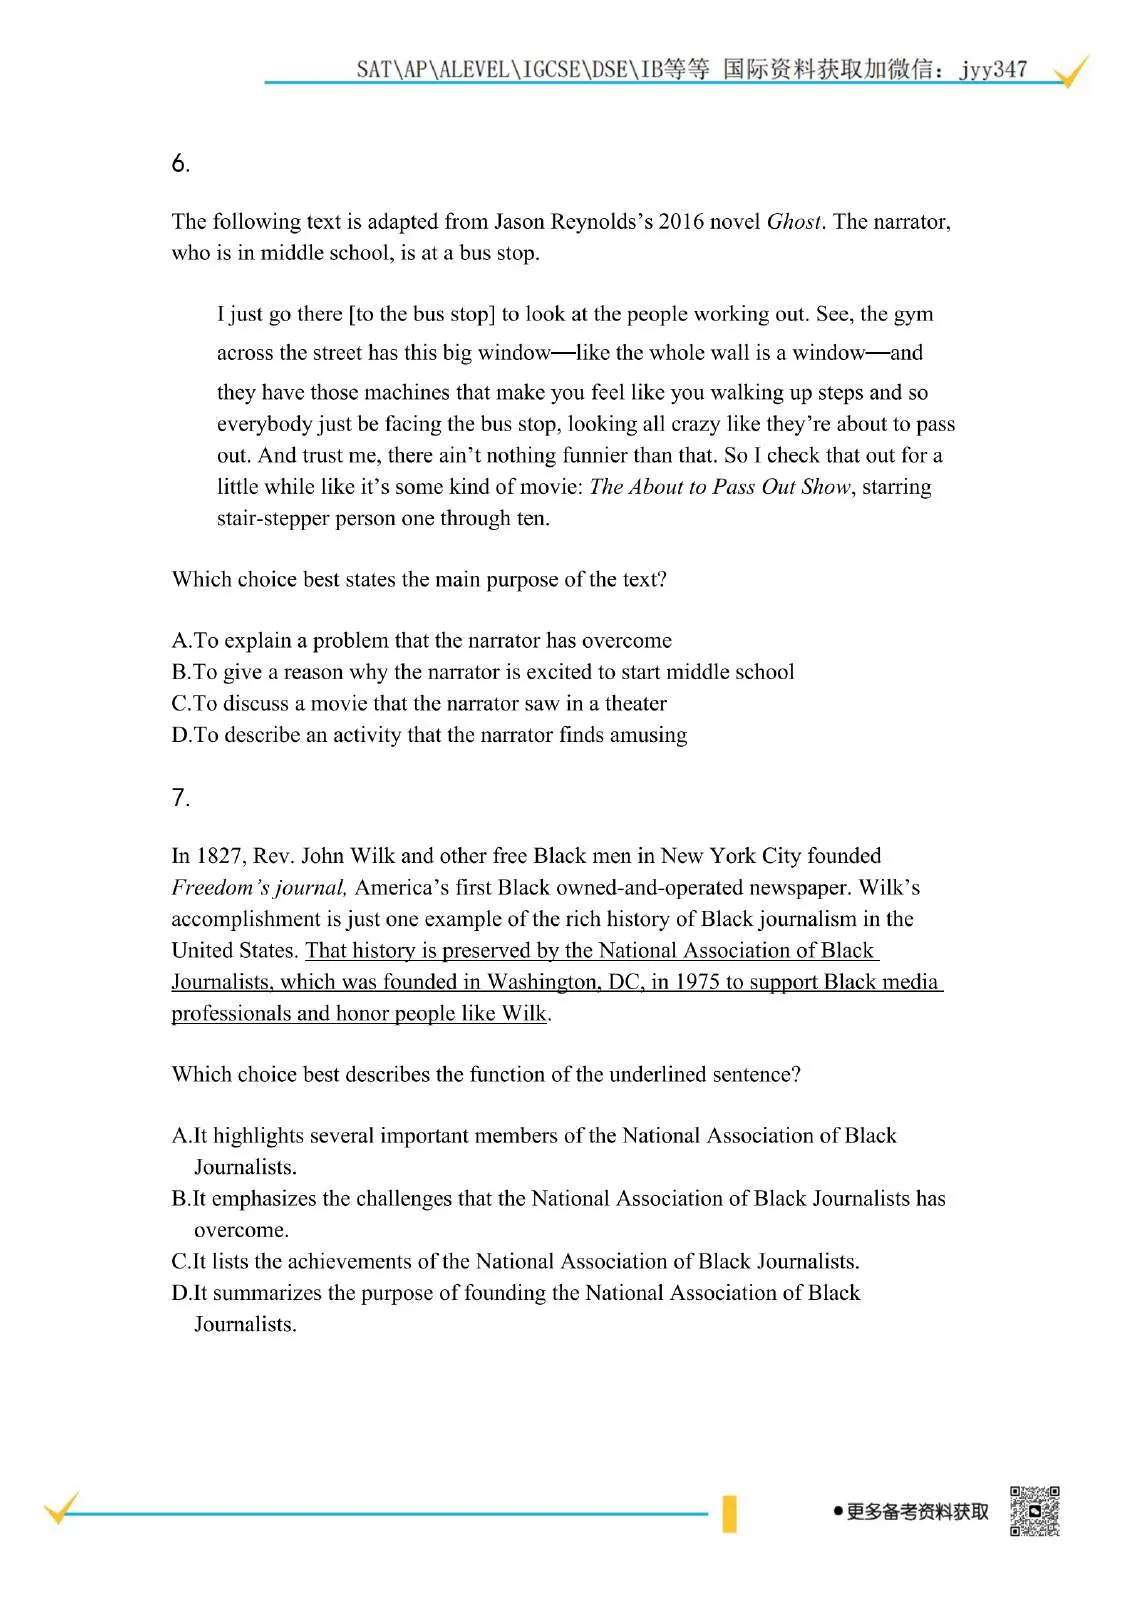 SAT\AP\ALEVEL\IGCSE\DSE\IB等等 国际资料获取加微信：jyy347
6.
The following text is adapted from Jason Reynolds’s 2016 novel Ghost. The narrator,
who is in middle school, is at a bus stop.
I just go there [to the bus stop] to look at the people working out. See, the gym
across the street has this big window—like the whole wall is a window—and
they have those machines that make you feel like you walking up steps and so
everybody just be facing the bus stop, looking all crazy like they’re about to pass
out. And trust me, there ain’t nothing funnier than that. So I check that out for a
little while like it’s some kind of movie: The About to Pass Out Show, starring
stair-stepper person one through ten.
Which choice best states the main purpose of the text?
A.To explain a problem that the narrator has overcome
B.To give a reason why the narrator is excited to start middle school
C.To discuss a movie that the narrator saw in a theater
D.To describe an activity that the narrator finds amusing
7.
In 1827, Rev. John Wilk and other free Black men in New York City founded
Freedom’s journal, America’s first Black owned-and-operated newspaper. Wilk’s
accomplishment is just one example of the rich history of Black journalism in the
United States. That history is preserved by the National Association of Black
Journalists, which was founded in Washington, DC, in 1975 to support Black media
professionals and honor people like Wilk.
Which choice best describes the function of the underlined sentence?
A.It highlights several important members of the National Association of Black
Journalists.
B.It emphasizes the challenges that the National Association of Black Journalists has
overcome.
C.It lists the achievements of the National Association of Black Journalists.
D.It summarizes the purpose of founding the National Association of Black
Journalists.
●更多备考资料获取